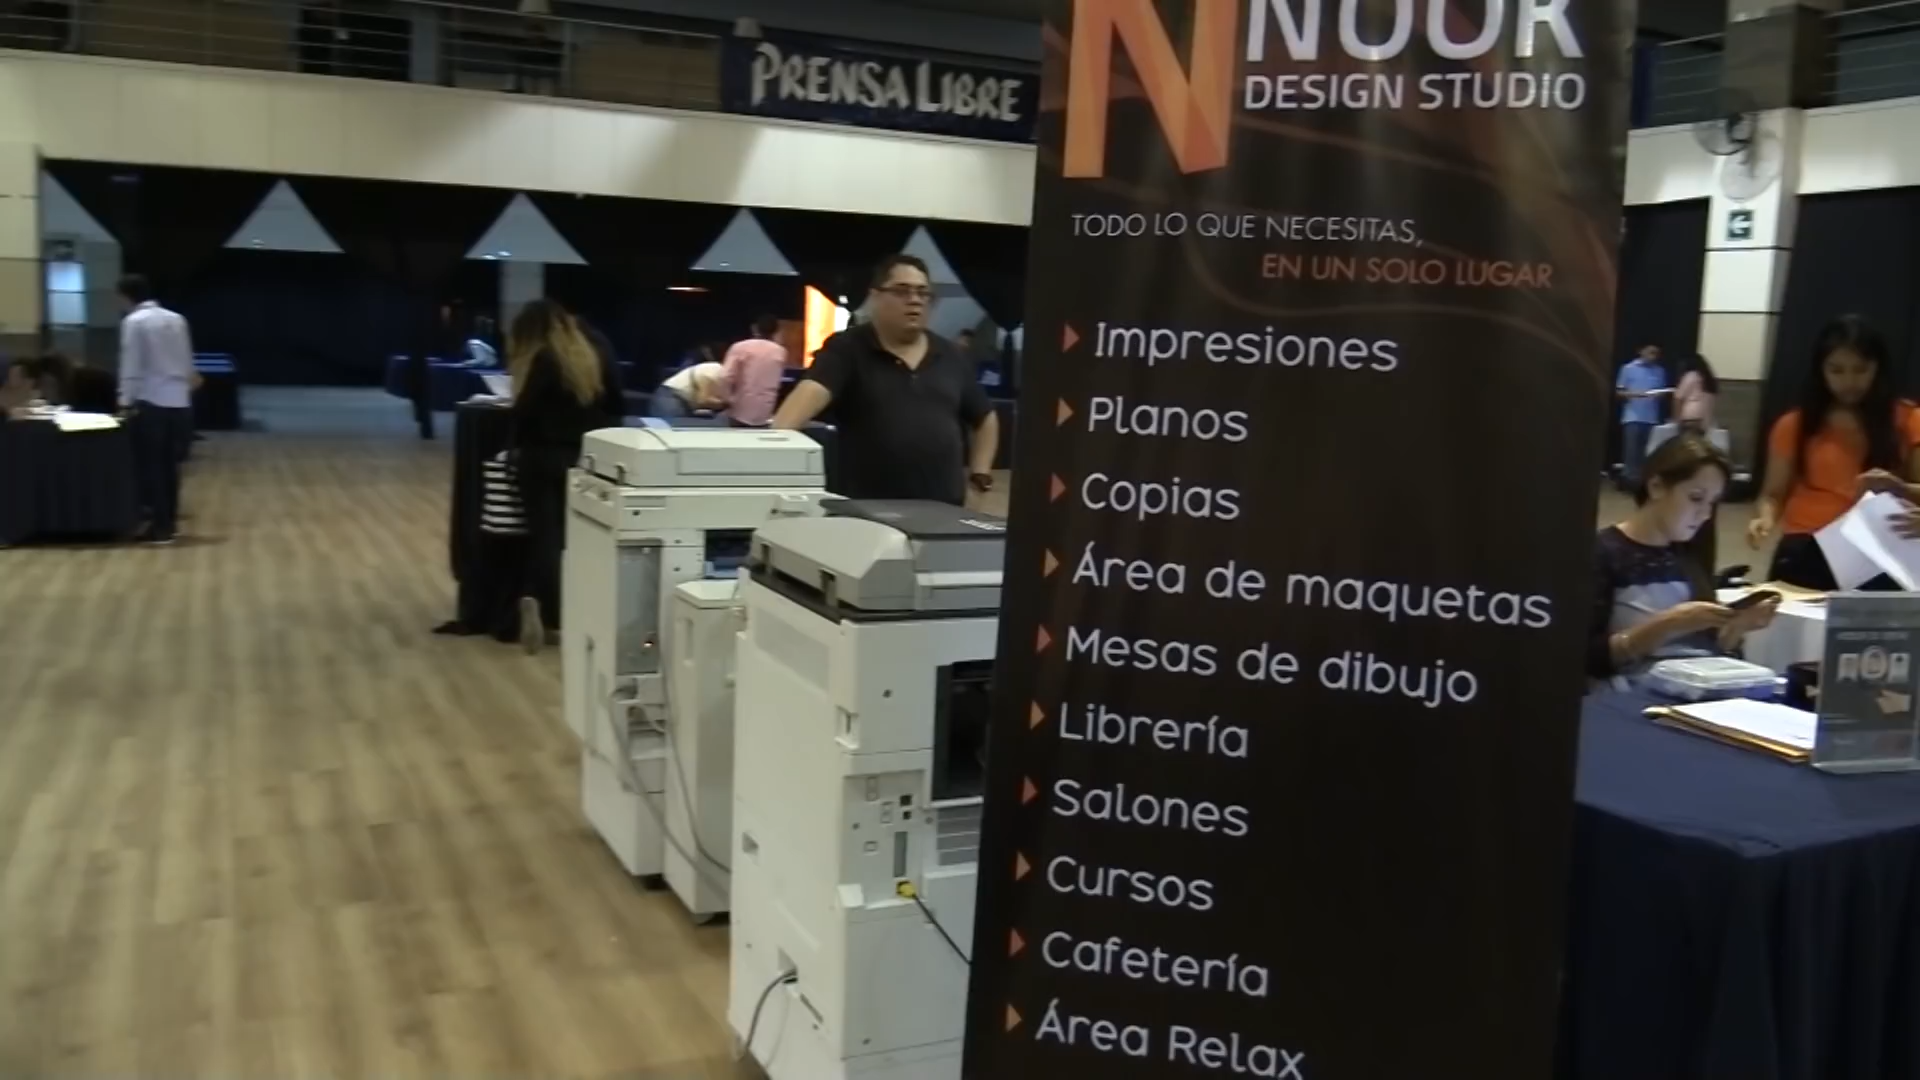 PRENSA LIBRE
NOOR
DESIGN STUDIO
TODO LO QUE NECESITAS,
EN UN SOLO LUGAR
Impresiones
Planos
Copias
Área de maquetas
Mesas de dibujo
Librería
Salones
Cursos
Cafetería
Área Relax